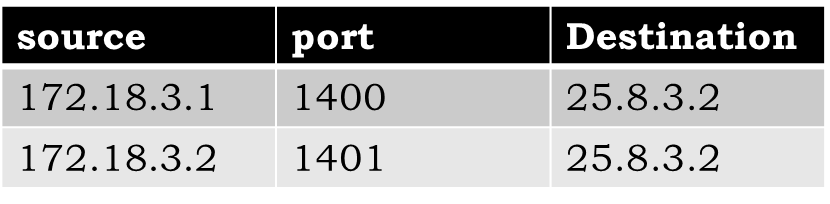 source port Destination
172.18.3.1 1400 25.8.3.2
172.18.3.2 1401 25.8.3.2